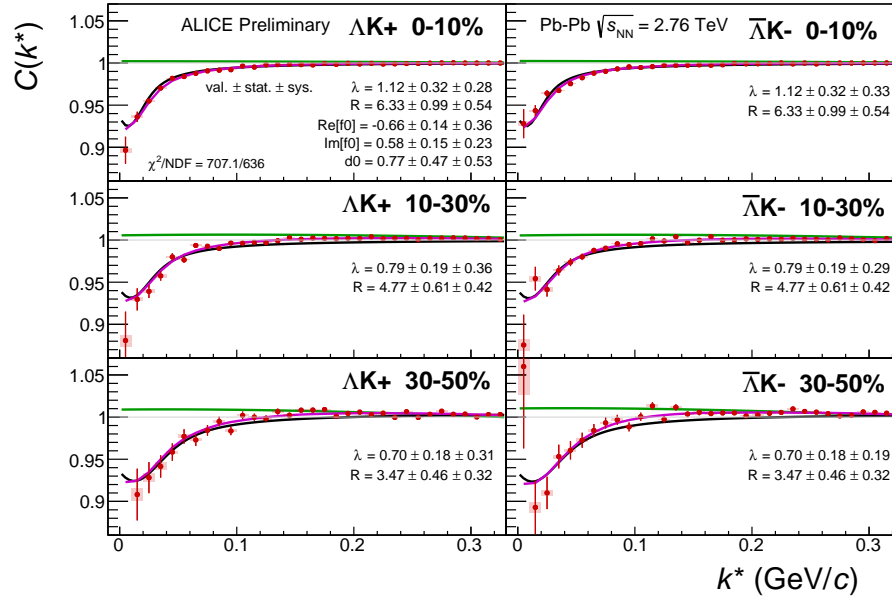 C(k*)
ALICE Preliminary
ΛK+ 0-10%
val. ± stat. ± sys.
λ = 1.12 ± 0.32 ± 0.28
R = 6.33 ± 0.99 ± 0.54
Re[f0] = -0.66 ± 0.14 ± 0.36
Im[f0] = 0.58 ± 0.15 ± 0.23
d0 = 0.77 ± 0.47 ± 0.53
χ²/NDF = 707.1/636
1.05
1
0.95
0.9
Pb-Pb √sNN = 2.76 TeV
Λ̅K- 0-10%
λ = 1.12 ± 0.32 ± 0.33
R = 6.33 ± 0.99 ± 0.54
ΛK+ 10-30%
λ = 0.79 ± 0.19 ± 0.36
R = 4.77 ± 0.61 ± 0.42
1.05
1
0.95
0.9
Λ̅K- 10-30%
λ = 0.79 ± 0.19 ± 0.29
R = 4.77 ± 0.61 ± 0.42
ΛK+ 30-50%
λ = 0.70 ± 0.18 ± 0.31
R = 3.47 ± 0.46 ± 0.32
1.05
1
0.95
0.9
Λ̅K- 30-50%
λ = 0.70 ± 0.18 ± 0.19
R = 3.47 ± 0.46 ± 0.32
0 0.1 0.2 0.3
0 0.1 0.2 0.3
k* (GeV/c)